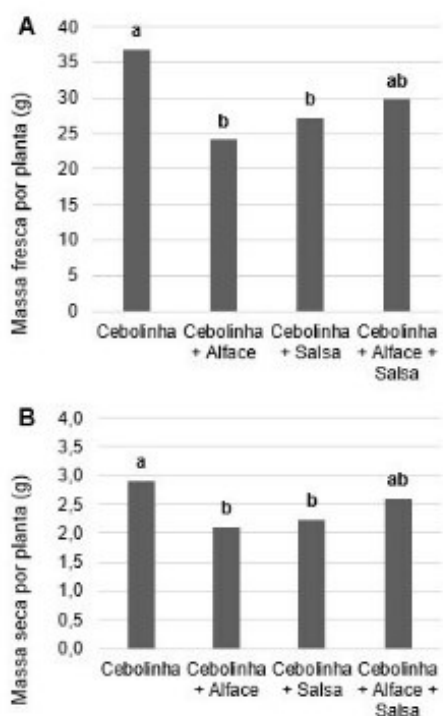 A
Massa fresca por planta (g)
40
35
30
25
20
15
10
5
0
a
b
b
ab
Cebolinha
Cebolinha
+ Alface
Cebolinha
+ Salsa
Cebolinha
+ Alface +
Salsa
B
Massa seca por planta (g)
4,0
3,5
3,0
2,5
2,0
1,5
1,0
0,5
0,0
a
b
b
ab
Cebolinha
Cebolinha
+ Alface
Cebolinha
+ Salsa
Cebolinha
+ Alface +
Salsa